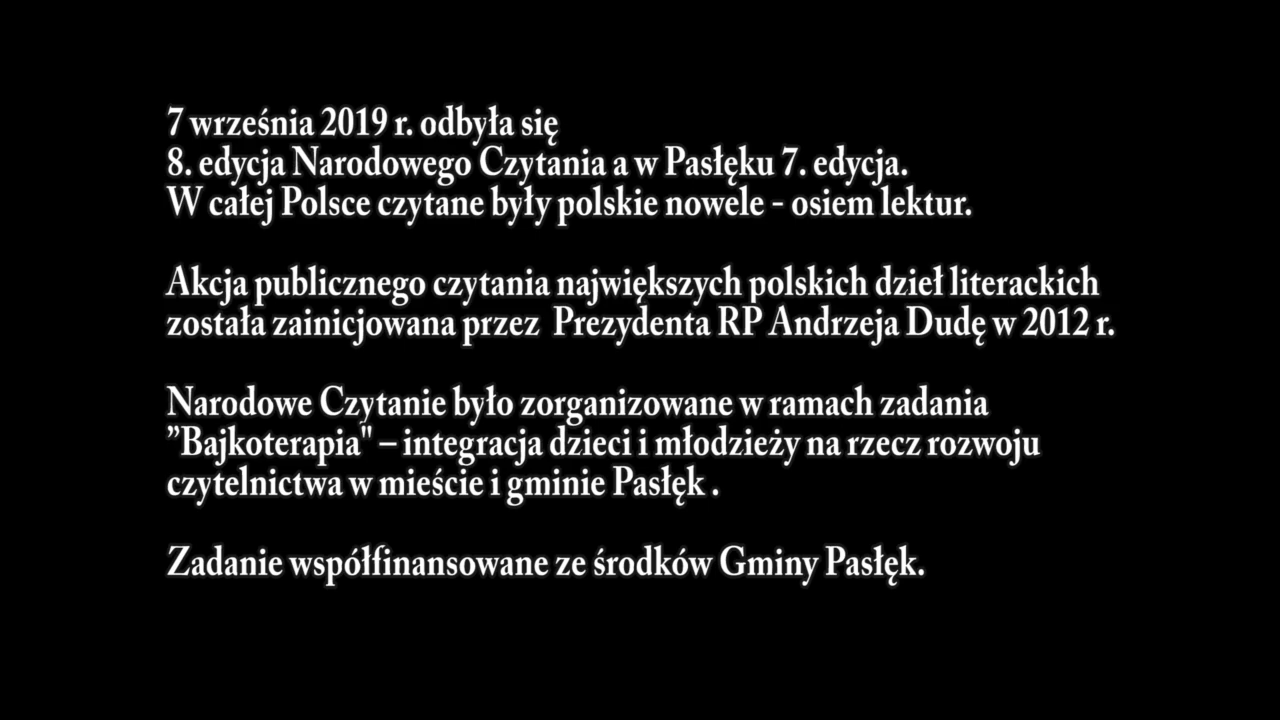 7 września 2019 r. odbyła się
8. edycja Narodowego Czytania a w Pasłęku 7. edycja.
W całej Polsce czytane były polskie nowele - osiem lektur.
Akcja publicznego czytania największych polskich dzieł literackich
została zainicjowana przez  Prezydenta RP Andrzeja Dudę w 2012 r.
Narodowe Czytanie było zorganizowane w ramach zadania
”Bajkoterapia" – integracja dzieci i młodzieży na rzecz rozwoju
czytelnictwa w mieście i gminie Pasłęk .
Zadanie współfinansowane ze środków Gminy Pasłęk.